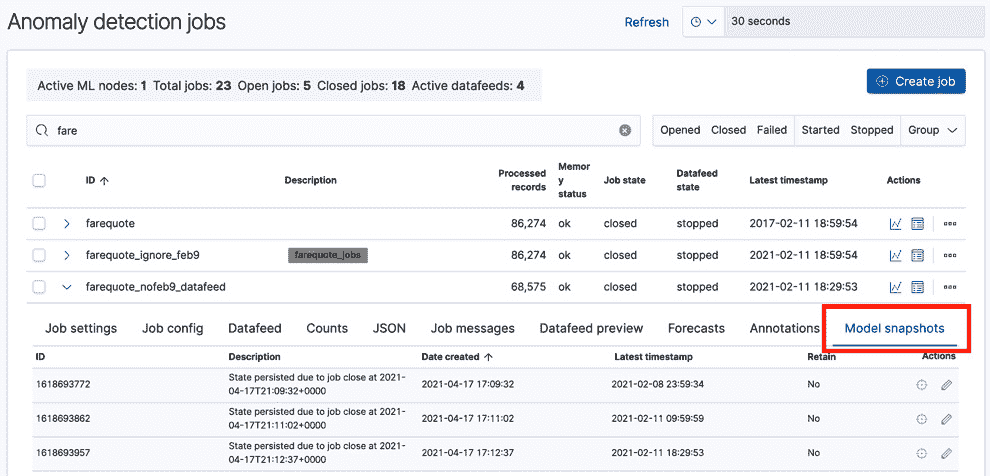 Anomaly detection jobs
Refresh
30 seconds
Active ML nodes: 1 Total jobs: 23 Open jobs: 5 Closed jobs: 18 Active datafeeds: 4
Create job
fare
Opened Closed Failed Started Stopped Group
ID Description Processed records Memory status Job state Datafeed state Latest timestamp Actions
farequote 86,274 ok closed stopped 2017-02-11 18:59:54
farequote_ignore_feb9 farequote_jobs 86,274 ok closed stopped 2021-02-11 18:59:54
farequote_nofeb9_datafeed 68,575 ok closed stopped 2021-02-11 18:29:53
Job settings Job config Datafeed Counts JSON Job messages Datafeed preview Forecasts Annotations Model snapshots
ID Description Date created Latest timestamp Retain Actions
1618693772 State persisted due to job close at 2021-04-17T21:09:32+0000 2021-04-17 17:09:32 2021-02-08 23:59:34 No
1618693862 State persisted due to job close at 2021-04-17T21:11:02+0000 2021-04-17 17:11:02 2021-02-11 09:59:59 No
1618693957 State persisted due to job close at 2021-04-17T21:12:37+0000 2021-04-17 17:12:37 2021-02-11 18:29:53 No